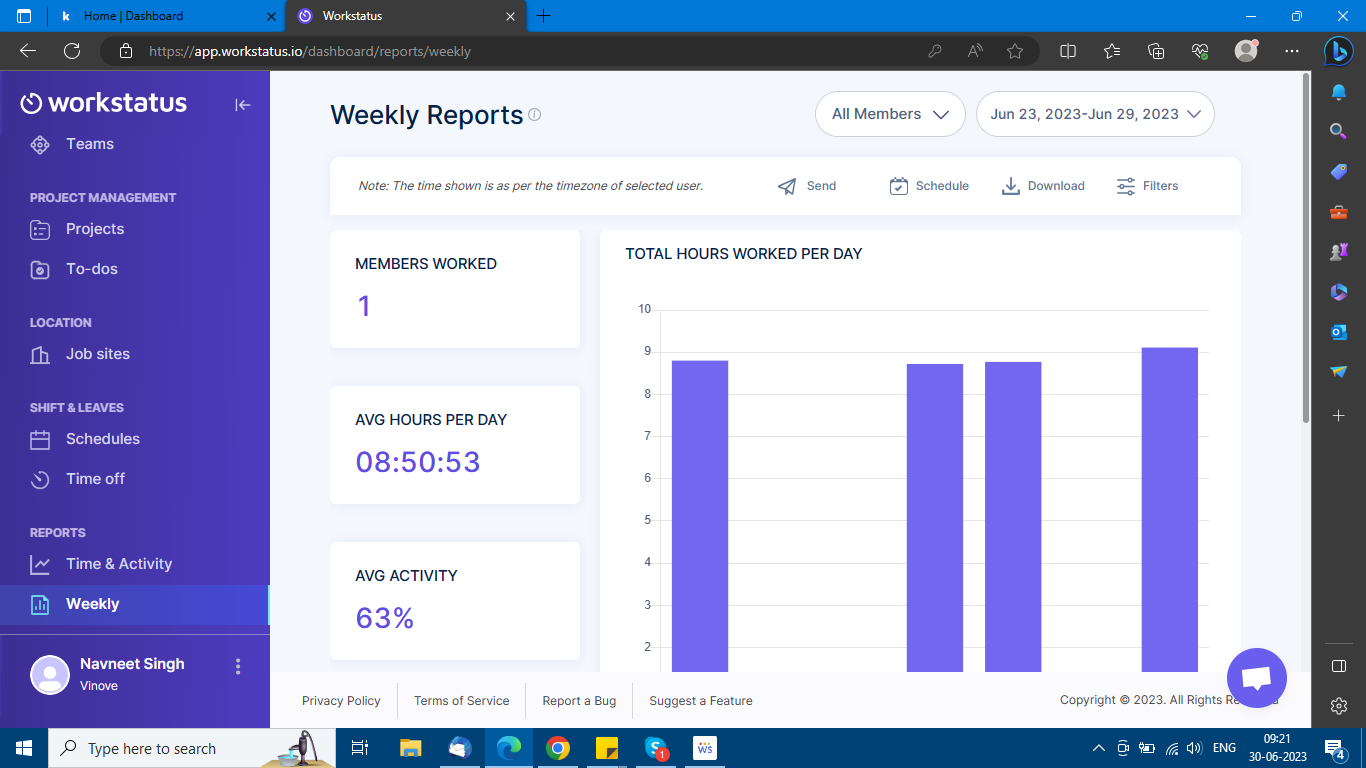 Home | Dashboard
Workstatus
https://app.workstatus.io/dashboard/reports/weekly
workstatus
Teams
PROJECT MANAGEMENT
Projects
To-dos
LOCATION
Job sites
SHIFT & LEAVES
Schedules
Time off
REPORTS
Time & Activity
Weekly
Navneet Singh
Vinove
Weekly Reports
All Members
Jun 23, 2023-Jun 29, 2023
Note: The time shown is as per the timezone of selected user.
Send
Schedule
Download
Filters
MEMBERS WORKED
1
AVG HOURS PER DAY
08:50:53
AVG ACTIVITY
63%
TOTAL HOURS WORKED PER DAY
10
9
8
7
6
5
4
3
2
Privacy Policy
Terms of Service
Report a Bug
Suggest a Feature
Copyright © 2023. All Rights
Type here to search
1
WS
ENG
09:21
30-06-2023
4